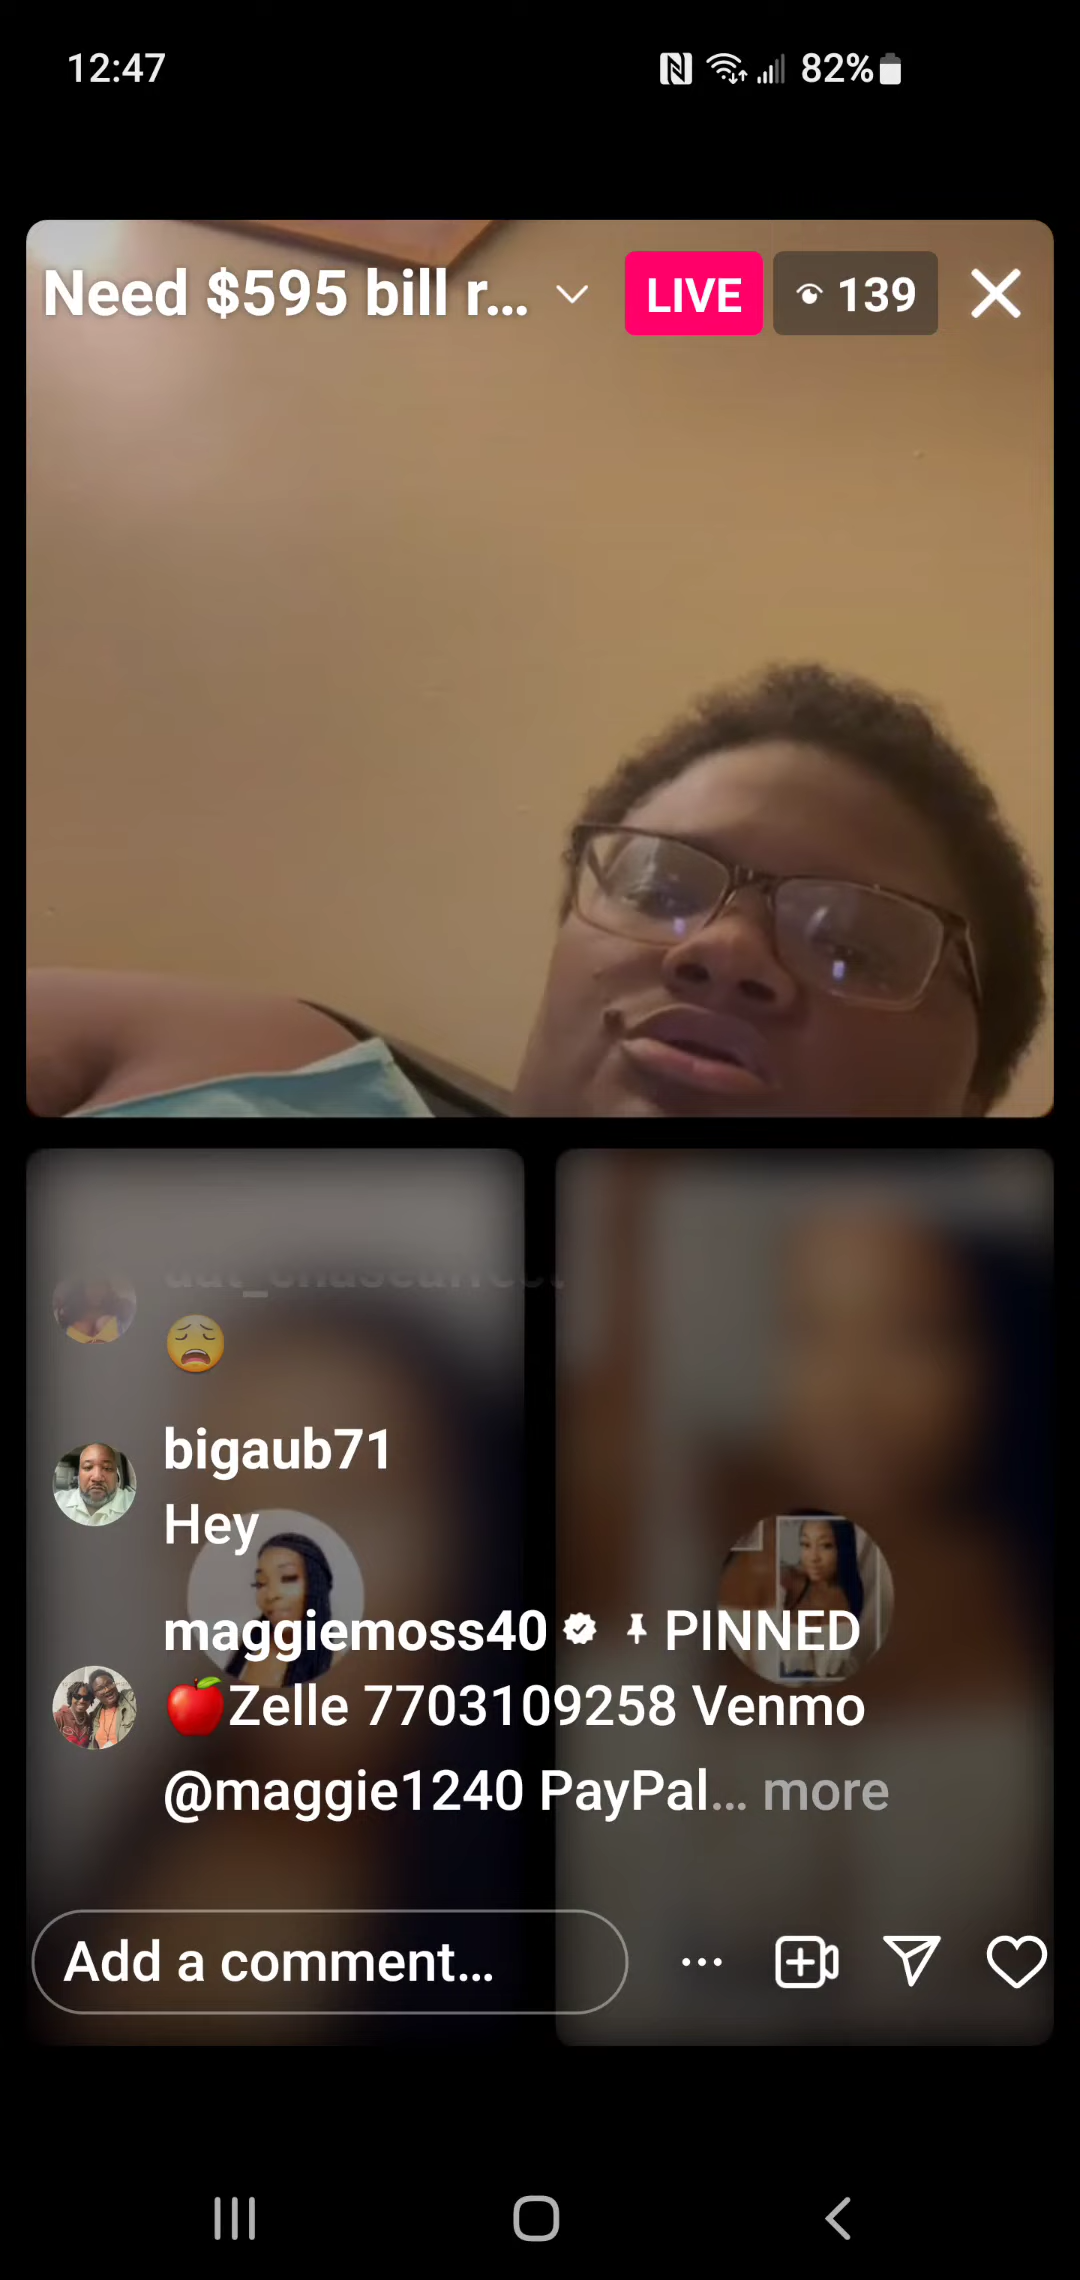 12:47
82%
Need $595 bill r...
LIVE
139
😩
bigaub71
Hey
maggiemoss40 PINNED
🍎Zelle 7703109258 Venmo
@maggie1240 PayPal... more
Add a comment...